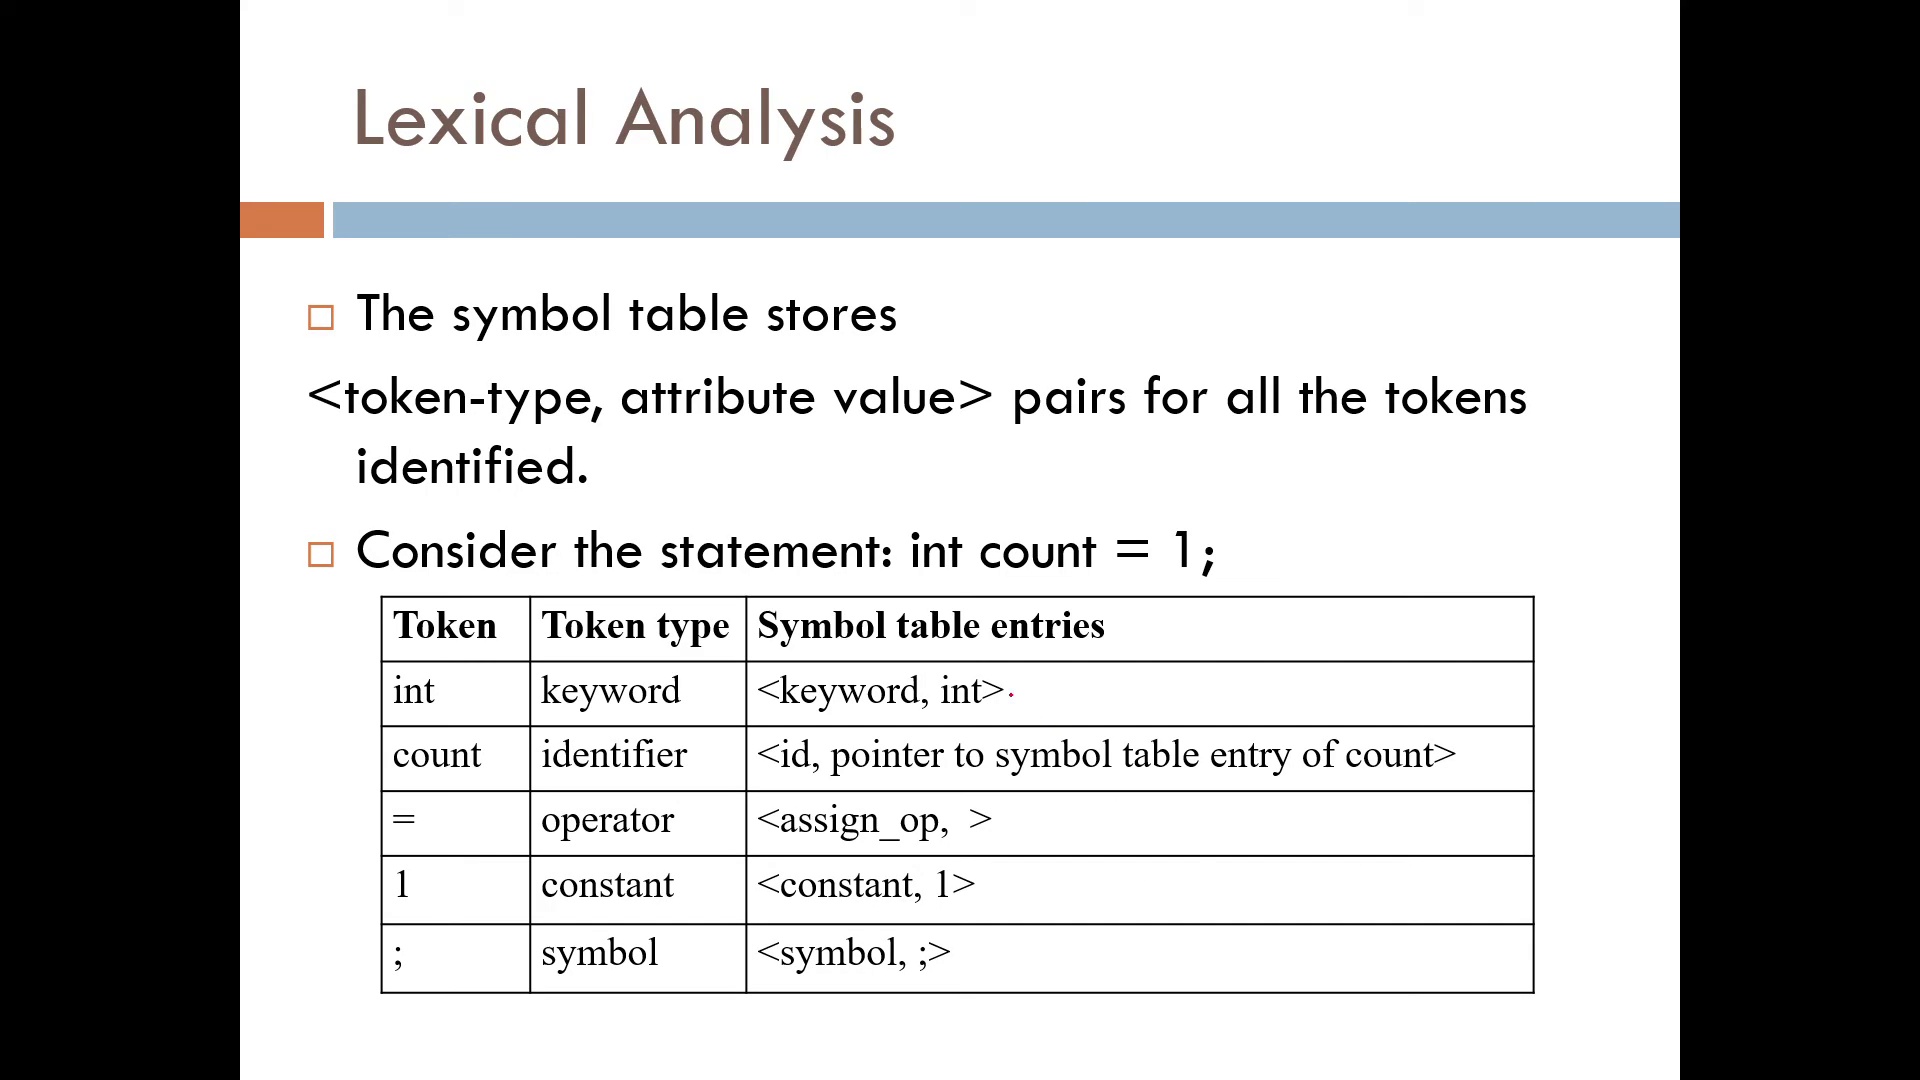 Lexical Analysis
The symbol table stores
<token-type, attribute value> pairs for all the tokens
identified.
Consider the statement: int count = 1;
Token Token type Symbol table entries
int keyword <keyword, int>
count identifier <id, pointer to symbol table entry of count>
= operator <assign_op,  >
1 constant <constant, 1>
; symbol <symbol, ;>